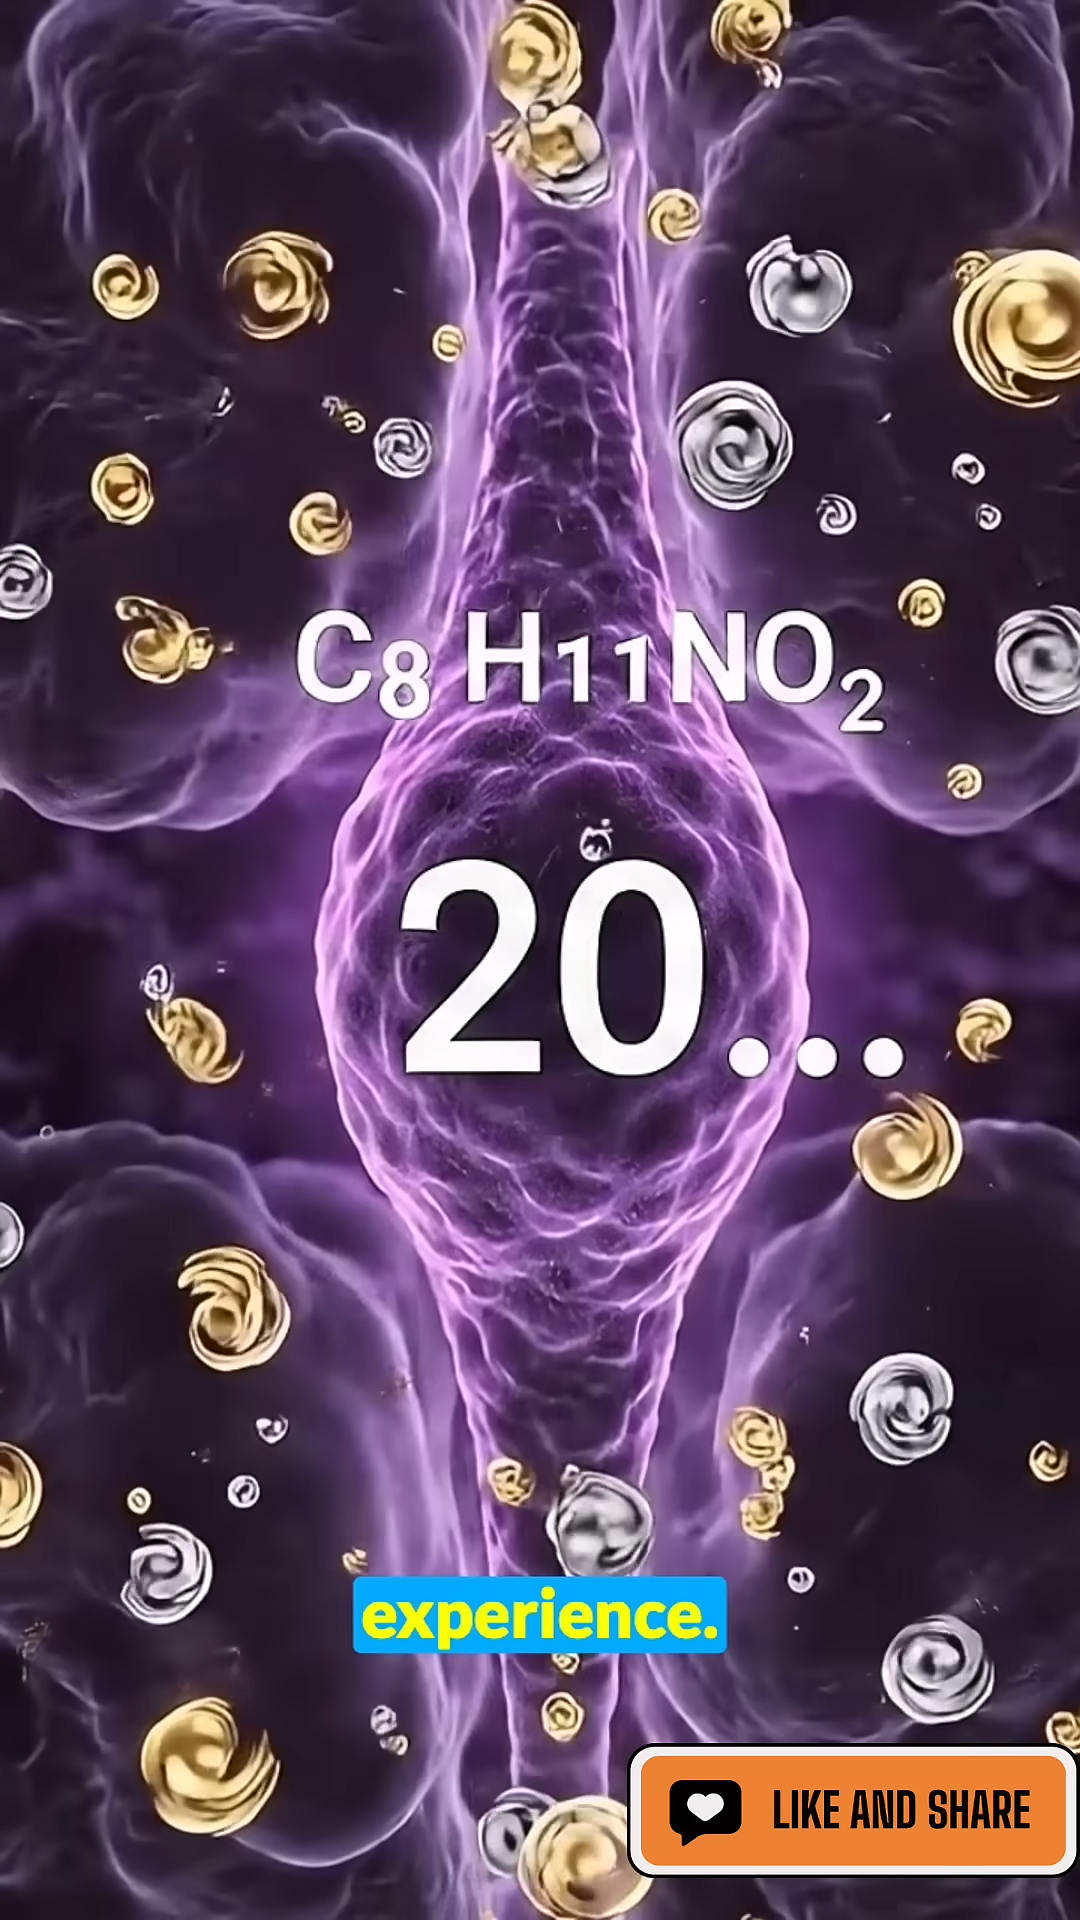 C₈ H₁₁NO₂
20...
experience.
LIKE AND SHARE